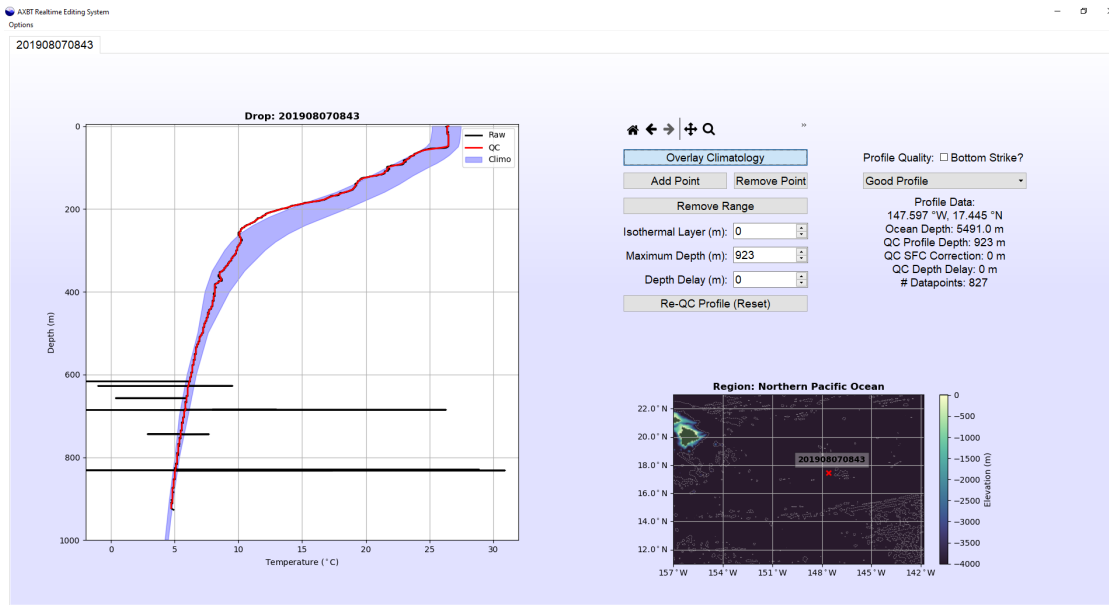 AXBT Realtime Editing System
Options
201908070843
Drop: 201908070843
Raw
QC
Climo
0
200
400
600
800
1000
Depth (m)
0
5
10
15
20
25
30
Temperature (°C)
»
Overlay Climatology
Add Point
Remove Point
Remove Range
Isothermal Layer (m): 0
Maximum Depth (m): 923
Depth Delay (m): 0
Re-QC Profile (Reset)
Profile Quality: Bottom Strike?
Good Profile
Profile Data:
147.597 °W, 17.445 °N
Ocean Depth: 5491.0 m
QC Profile Depth: 923 m
QC SFC Correction: 0 m
QC Depth Delay: 0 m
# Datapoints: 827
Region: Northern Pacific Ocean
22.0°N
20.0°N
18.0°N
16.0°N
14.0°N
12.0°N
157°W
154°W
151°W
148°W
145°W
142°W
201908070843
0
−500
−1000
−1500
−2000
−2500
−3000
−3500
−4000
Elevation (m)